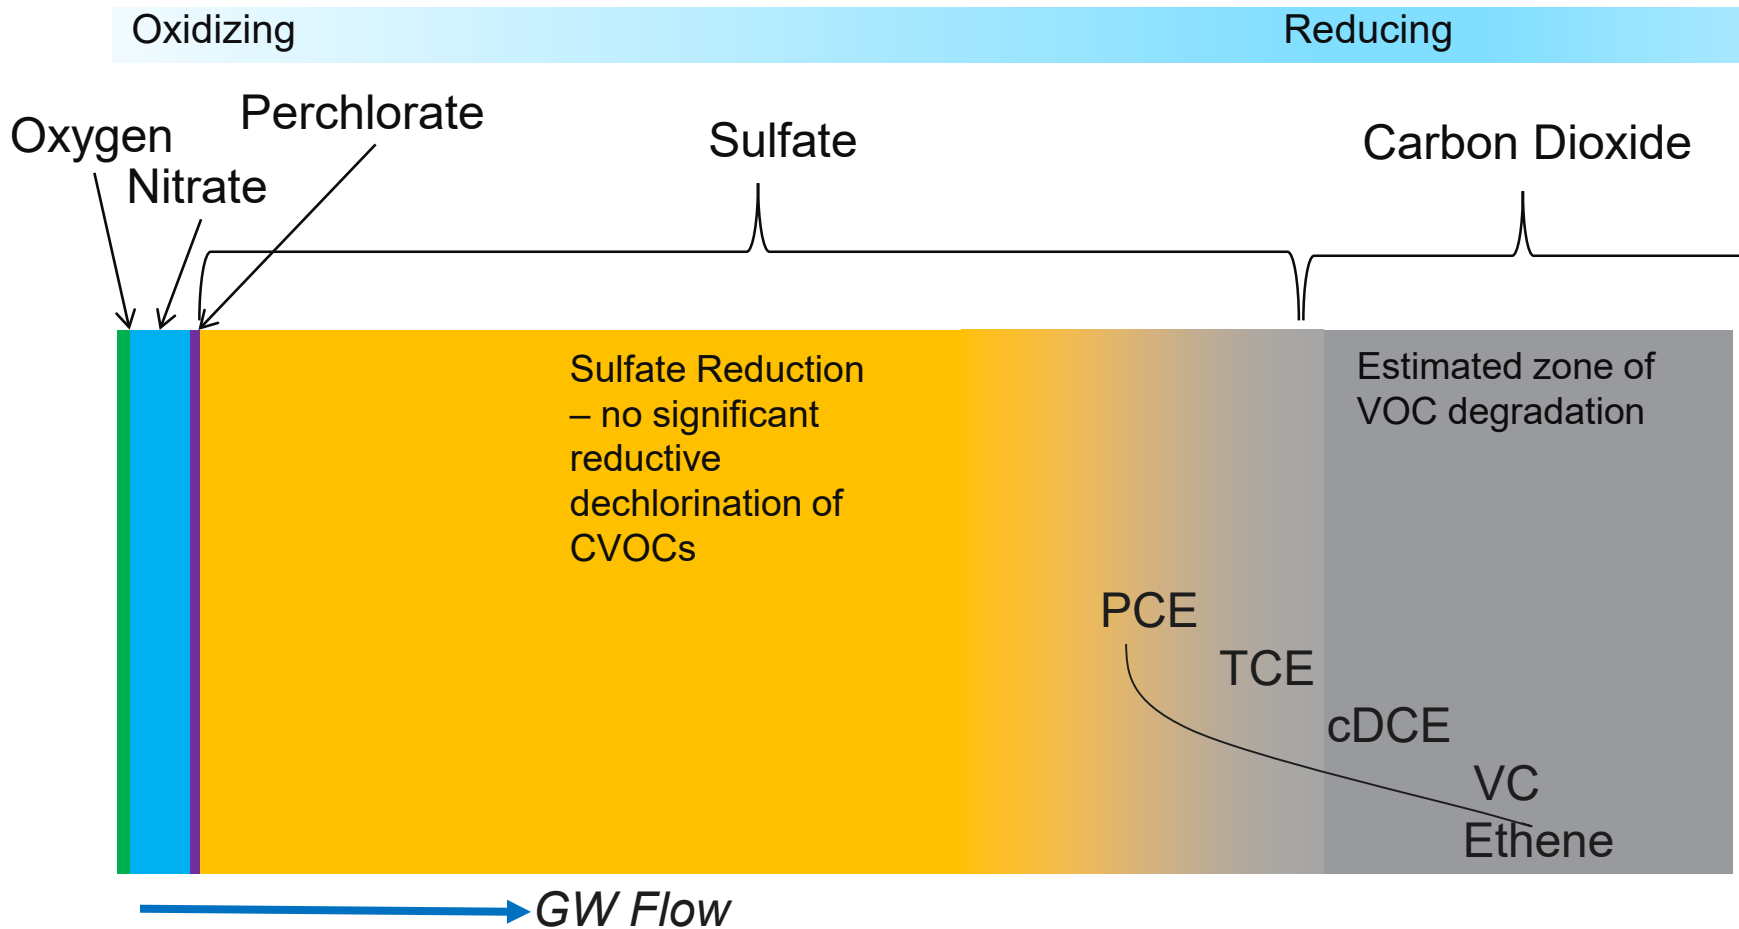 Oxidizing
Reducing
Perchlorate
Oxygen
Nitrate
Sulfate
Carbon Dioxide
Sulfate Reduction
– no significant
reductive
dechlorination of
CVOCs
Estimated zone of
VOC degradation
PCE
TCE
cDCE
VC
Ethene
GW Flow